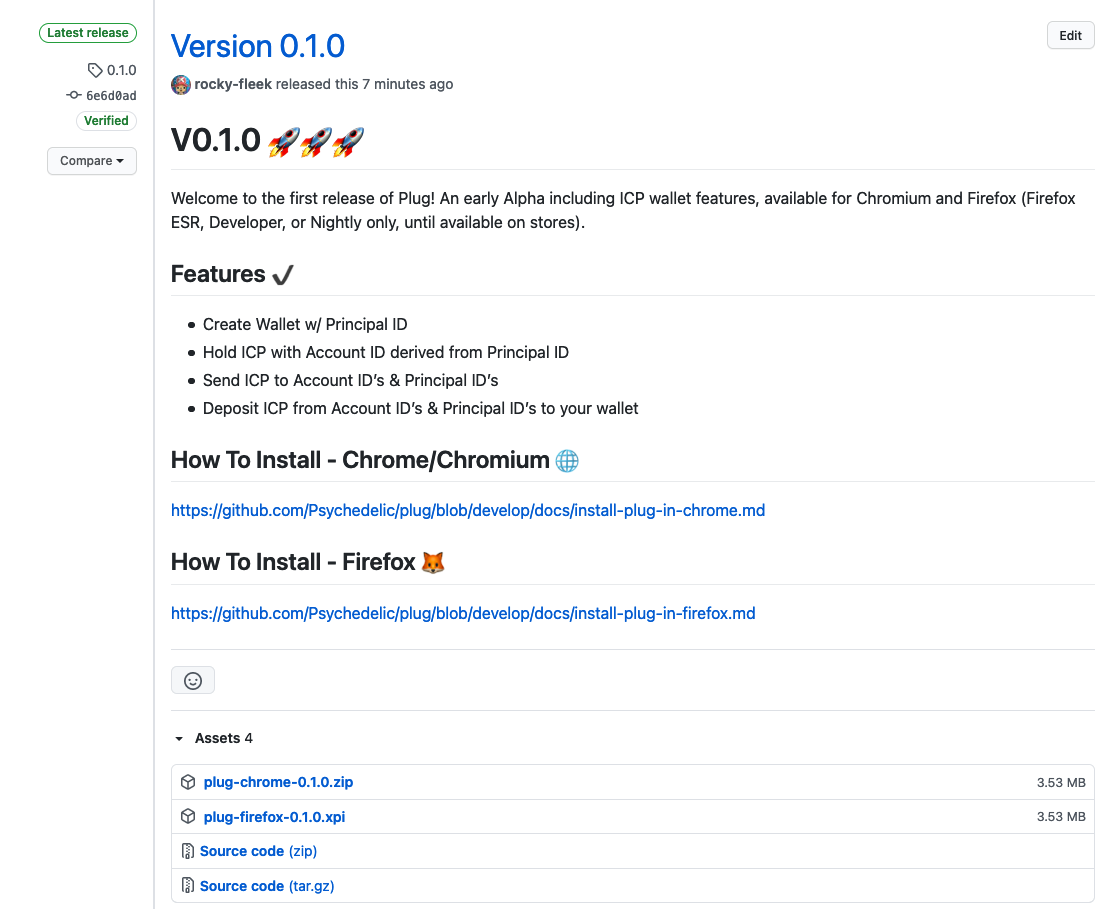 Latest release
0.1.0
6e6d0ad
Verified
Compare
Version 0.1.0
Edit
rocky-fleek released this 7 minutes ago
V0.1.0 🚀🚀🚀
Welcome to the first release of Plug! An early Alpha including ICP wallet features, available for Chromium and Firefox (Firefox
ESR, Developer, or Nightly only, until available on stores).
Features ✔️
• Create Wallet w/ Principal ID
• Hold ICP with Account ID derived from Principal ID
• Send ICP to Account ID’s & Principal ID’s
• Deposit ICP from Account ID’s & Principal ID’s to your wallet
How To Install - Chrome/Chromium 🌐
https://github.com/Psychedelic/plug/blob/develop/docs/install-plug-in-chrome.md
How To Install - Firefox 🦊
https://github.com/Psychedelic/plug/blob/develop/docs/install-plug-in-firefox.md
Assets 4
plug-chrome-0.1.0.zip 3.53 MB
plug-firefox-0.1.0.xpi 3.53 MB
Source code (zip)
Source code (tar.gz)